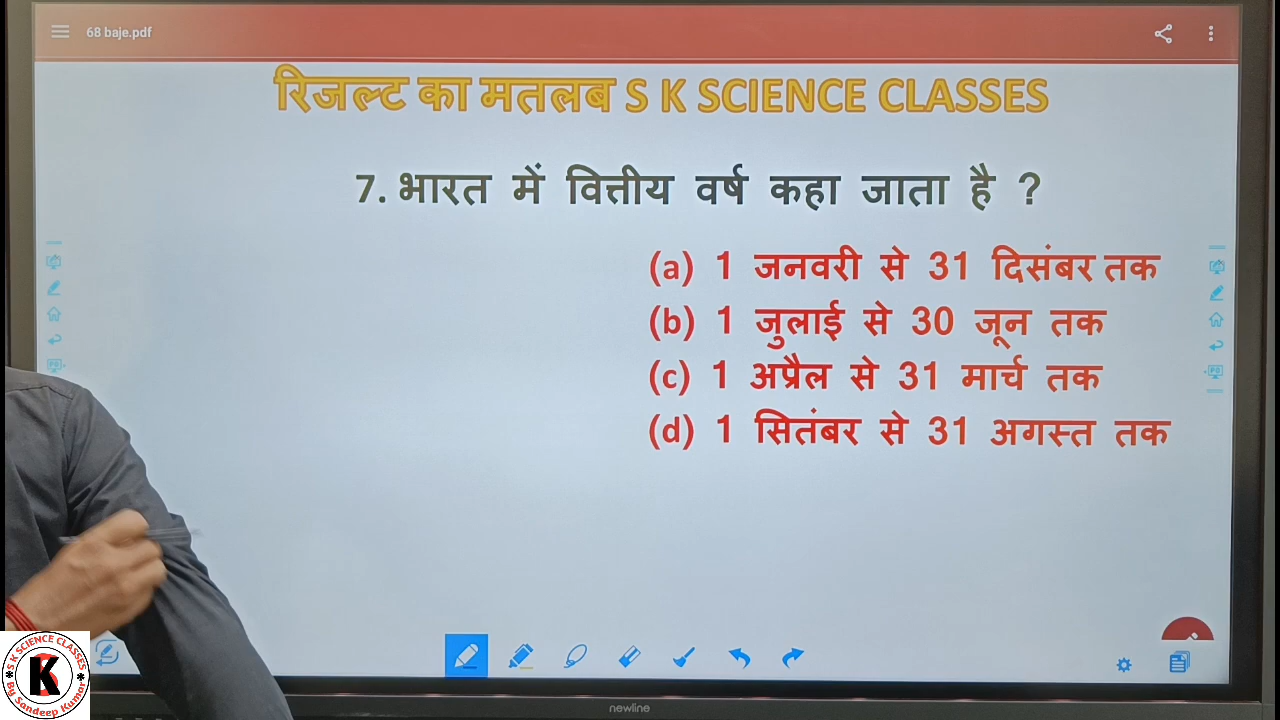 68 baje.pdf
रिजल्ट का मतलब S K SCIENCE CLASSES
7. भारत में वित्तीय वर्ष कहा जाता है ?
(a) 1 जनवरी से 31 दिसंबर तक
(b) 1 जुलाई से 30 जून तक
(c) 1 अप्रैल से 31 मार्च तक
(d) 1 सितंबर से 31 अगस्त तक
S K SCIENCE CLASSES
K
By Sandeep Kumar
newline